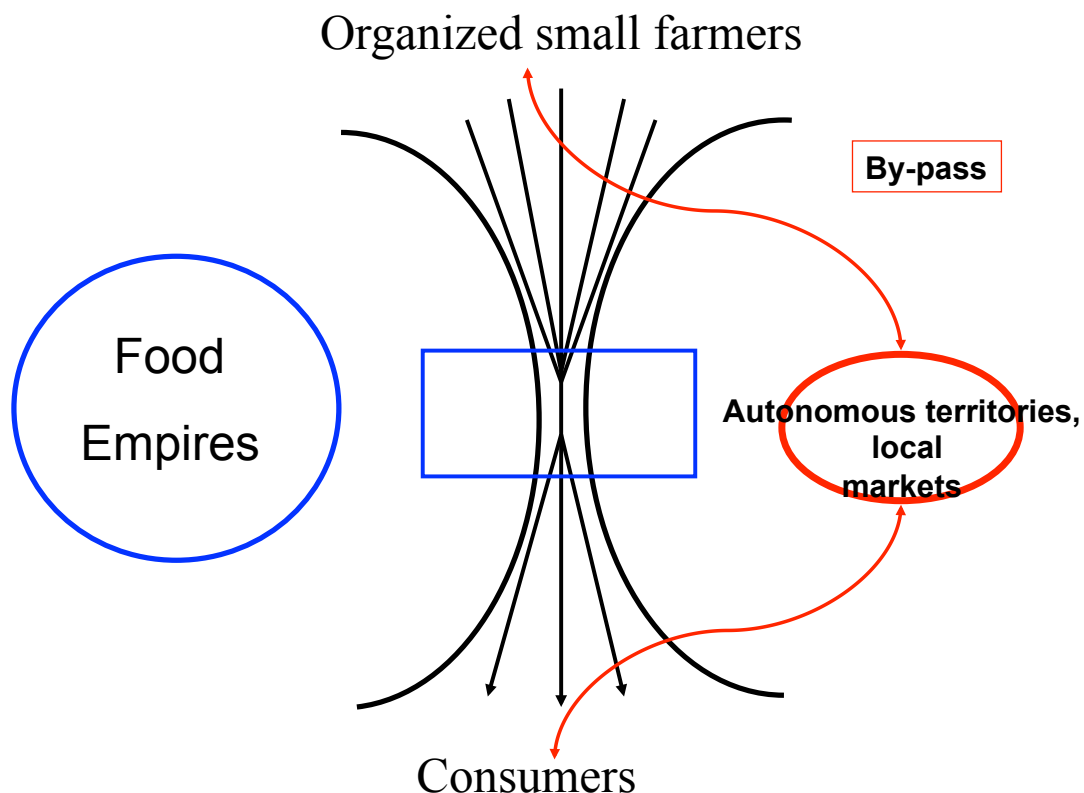 Organized small farmers
By-pass
Food
Empires
Autonomous territories,
local
markets
Consumers